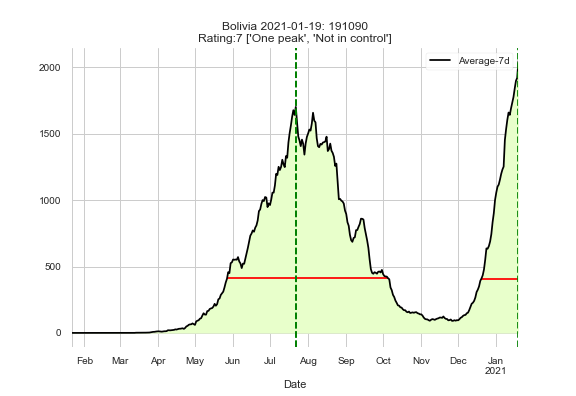 Bolivia 2021-01-19: 191090
Rating:7 ['One peak', 'Not in control']
Average-7d
2000
1500
1000
500
0
Feb Mar Apr May Jun Jul Aug Sep Oct Nov Dec Jan
2021
Date